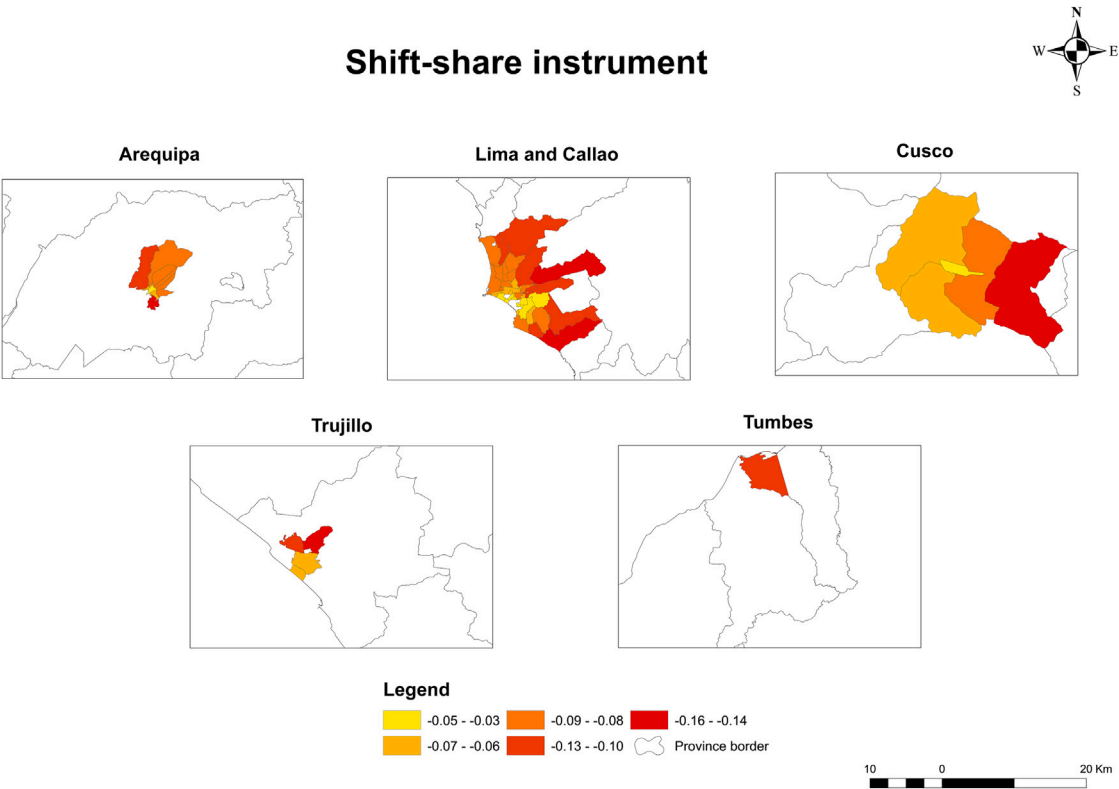 Shift-share instrument
N
W E
S
Arequipa
Lima and Callao
Cusco
Trujillo
Tumbes
Legend
-0.05 - -0.03
-0.09 - -0.08
-0.16 - -0.14
-0.07 - -0.06
-0.13 - -0.10
Province border
10 0 20 Km